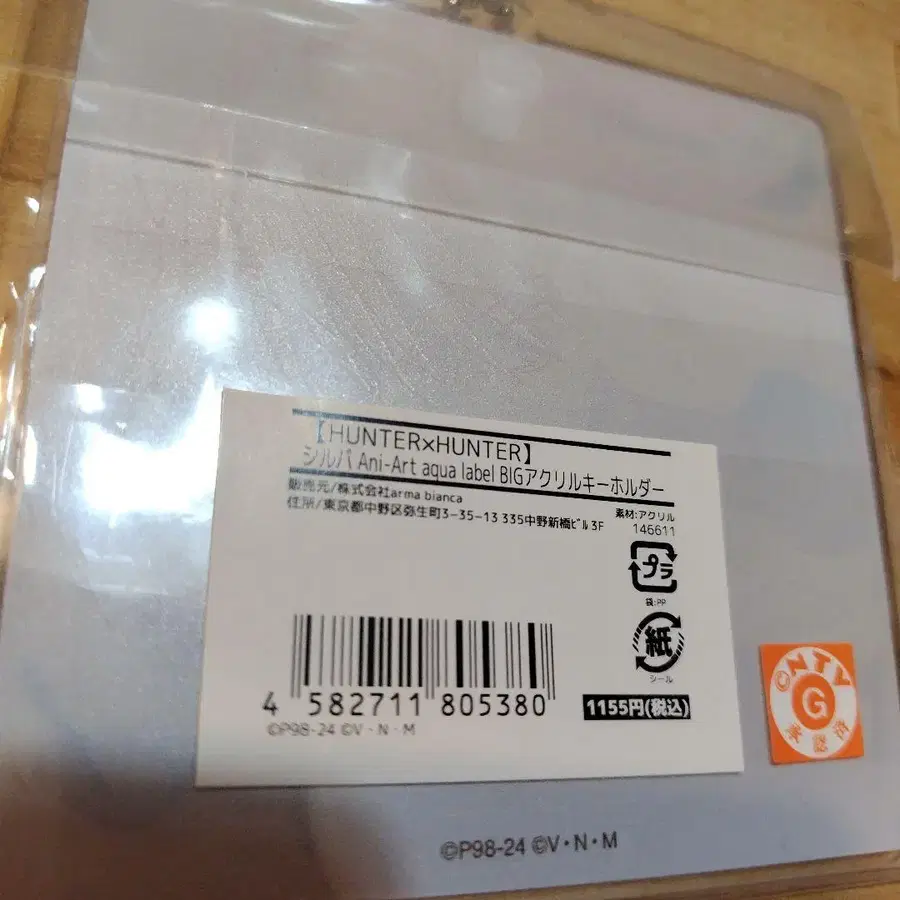 【HUNTER×HUNTER】
シルバ Ani-Art aqua label BIGアクリルキーホルダー
販売元/株式会社arma bianca
住所/東京都中野区弥生町3-35-13 335中野新橋ビル3F
素材:アクリル
146611
プラ
袋:PP
紙
シール
4 582711 805380
1155円(税込)
©P98-24 ©V・N・M
©NTV
G
承認済
©P98-24 ©V・N・M